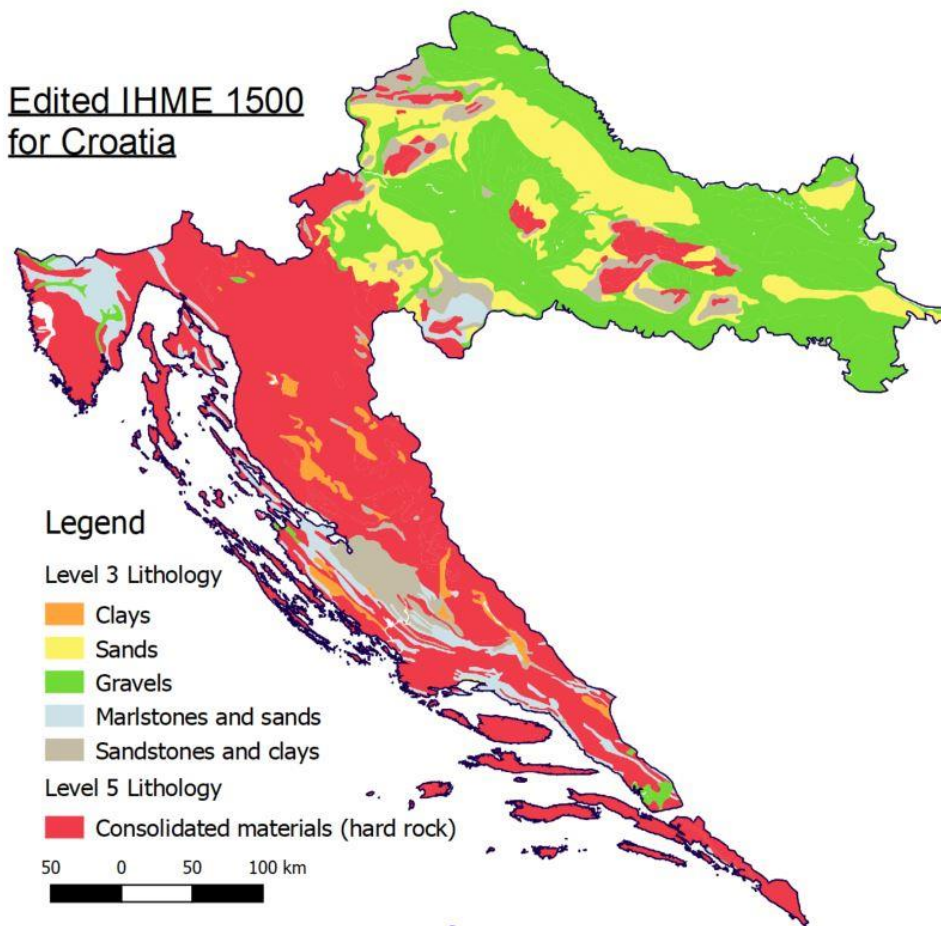 Edited IHME 1500
for Croatia
Legend
Level 3 Lithology
Clays
Sands
Gravels
Marlstones and sands
Sandstones and clays
Level 5 Lithology
Consolidated materials (hard rock)
50 0 50 100 km